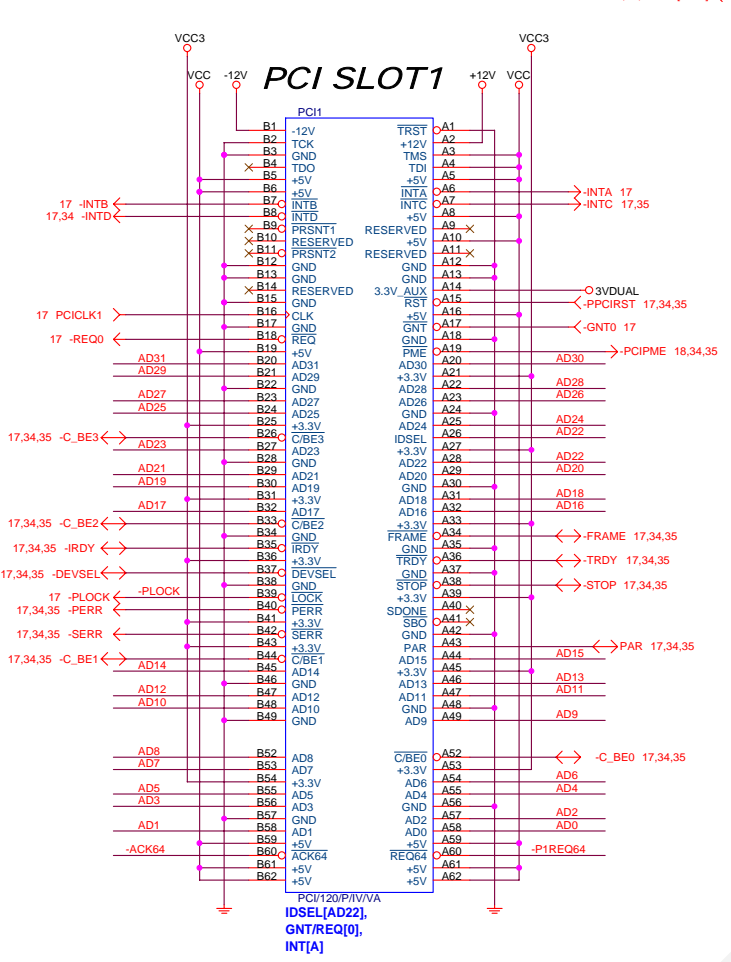 VCC3 VCC3
VCC -12V PCI SLOT1 +12V VCC
PCI1
B1 -12V TRST A1
B2 TCK +12V A2
B3 GND TMS A3
B4 TDO TDI A4
B5 +5V +5V A5
B6 +5V INTA A6 -INTA 17
17 -INTB B7 INTB INTC A7 -INTC 17,35
17,34 -INTD B8 INTD +5V A8
B9 PRSNT1 RESERVED A9
B10 RESERVED +5V A10
B11 PRSNT2 RESERVED A11
B12 GND GND A12
B13 GND GND A13
B14 RESERVED 3.3V_AUX A14 3VDUAL
B15 GND RST A15 -PPCIRST 17,34,35
17 PCICLK1 B16 CLK +5V A16
B17 GND GNT A17 -GNT0 17
17 -REQ0 B18 REQ GND A18
B19 +5V PME A19 -PCIPME 18,34,35
AD31 B20 AD31 AD30 A20 AD30
AD29 B21 AD29 +3.3V A21
B22 GND AD28 A22 AD28
AD27 B23 AD27 AD26 A23 AD26
AD25 B24 AD25 GND A24
B25 +3.3V AD24 A25 AD24
17,34,35 -C_BE3 B26 C/BE3 IDSEL A26 AD22
AD23 B27 AD23 +3.3V A27
B28 GND AD22 A28 AD22
AD21 B29 AD21 AD20 A29 AD20
AD19 B30 AD19 GND A30
B31 +3.3V AD18 A31 AD18
AD17 B32 AD17 AD16 A32 AD16
17,34,35 -C_BE2 B33 C/BE2 +3.3V A33
B34 GND FRAME A34 -FRAME 17,34,35
17,34,35 -IRDY B35 IRDY GND A35
B36 +3.3V TRDY A36 -TRDY 17,34,35
17,34,35 -DEVSEL B37 DEVSEL GND A37
B38 GND STOP A38 -STOP 17,34,35
17 -PLOCK -PLOCK B39 LOCK +3.3V A39
17,34,35 -PERR B40 PERR SDONE A40
B41 +3.3V SBO A41
17,34,35 -SERR B42 SERR GND A42
B43 +3.3V PAR A43 PAR 17,34,35
17,34,35 -C_BE1 B44 C/BE1 AD15 A44 AD15
AD14 B45 AD14 +3.3V A45
B46 GND AD13 A46 AD13
AD12 B47 AD12 AD11 A47 AD11
AD10 B48 AD10 GND A48
B49 GND AD9 A49 AD9
AD8 B52 AD8 C/BE0 A52 -C_BE0 17,34,35
AD7 B53 AD7 +3.3V A53
B54 +3.3V AD6 A54 AD6
AD5 B55 AD5 AD4 A55 AD4
AD3 B56 AD3 GND A56
B57 GND AD2 A57 AD2
AD1 B58 AD1 AD0 A58 AD0
B59 +5V +5V A59
-ACK64 B60 ACK64 REQ64 A60 -P1REQ64
B61 +5V +5V A61
B62 +5V +5V A62
PCI/120/P/IV/VA
IDSEL[AD22],
GNT/REQ[0],
INT[A]